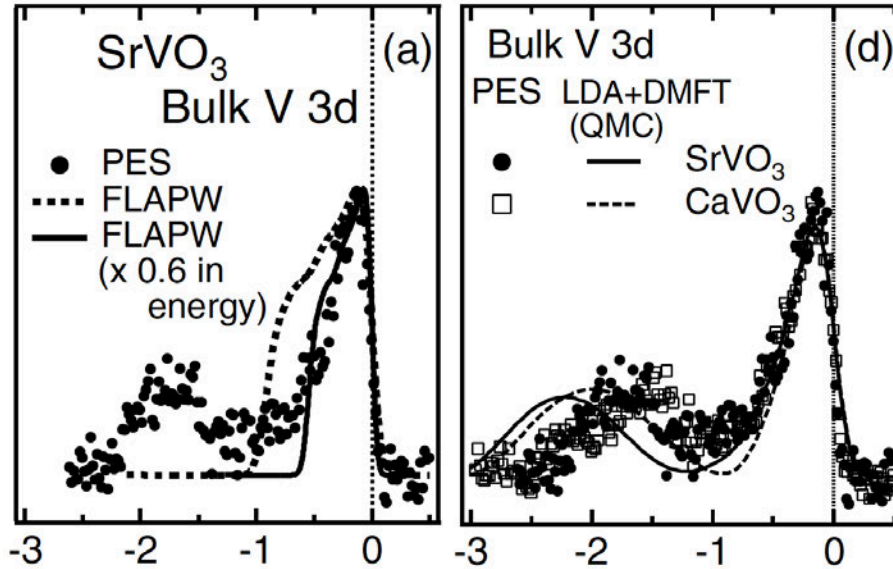 SrVO₃ (a)
Bulk V 3d
PES
FLAPW
FLAPW
(x 0.6 in
energy)
-3 -2 -1 0
Bulk V 3d (d)
PES LDA+DMFT
(QMC)
SrVO₃
CaVO₃
-3 -2 -1 0